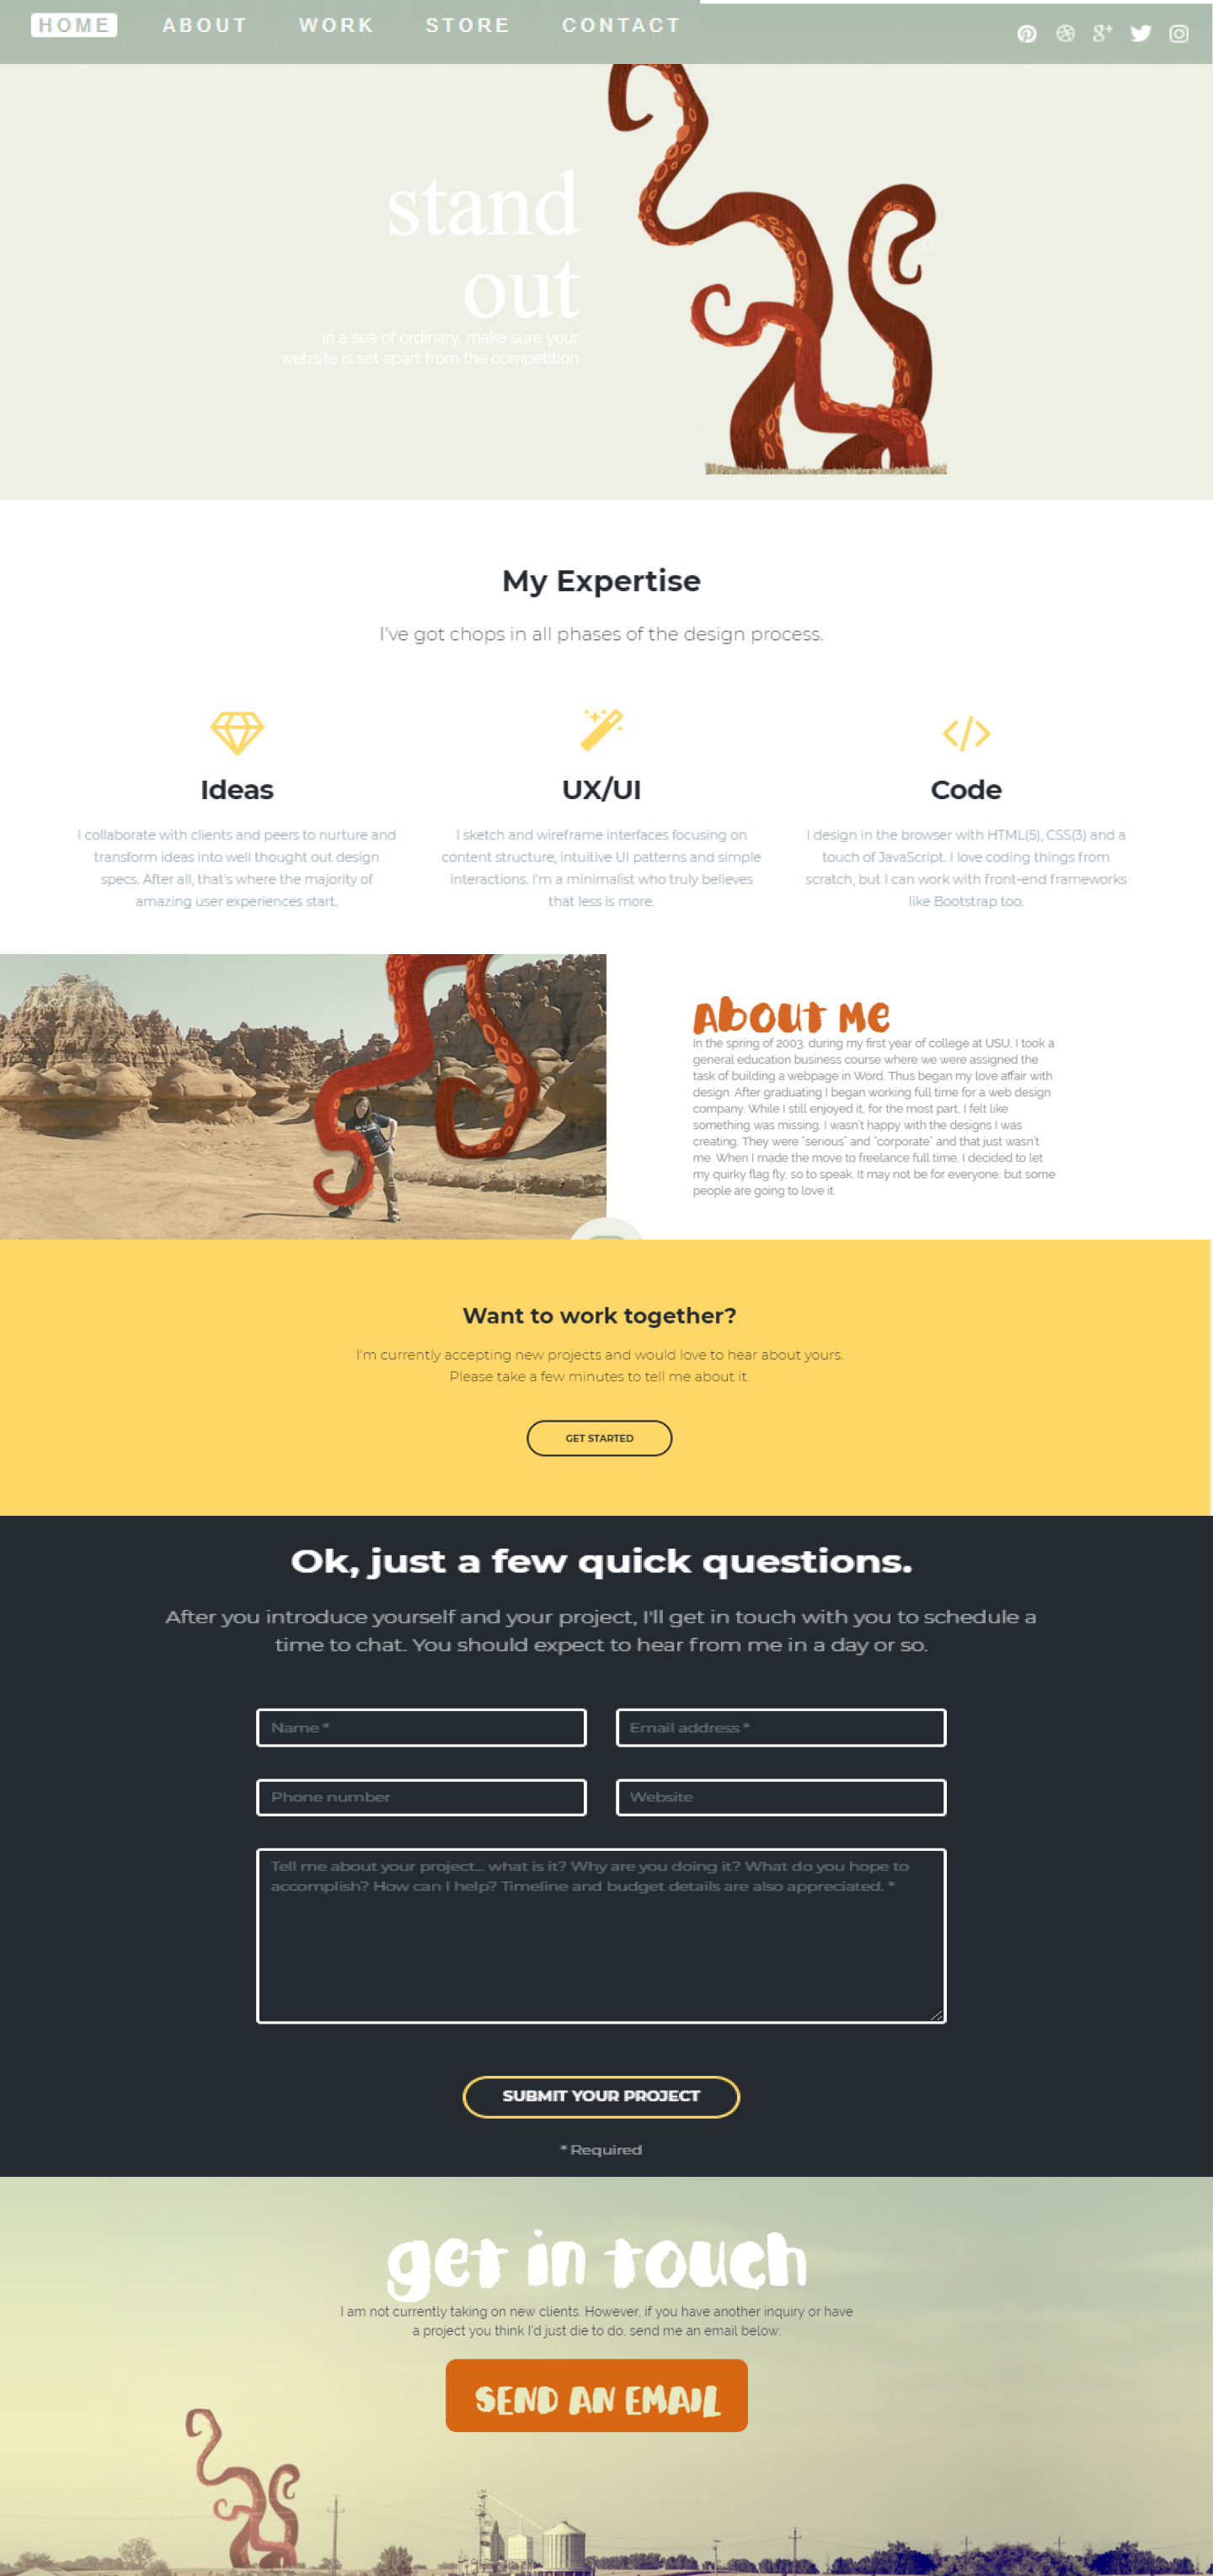 HOME ABOUT WORK STORE CONTACT
stand
out
in a sea of ordinary, make sure your
website is set apart from the competition
My Expertise
I've got chops in all phases of the design process.
Ideas
I collaborate with clients and peers to nurture and
transform ideas into well thought out design
specs. After all, that's where the majority of
amazing user experiences start.
UX/UI
I sketch and wireframe interfaces focusing on
content structure, intuitive UI patterns and simple
interactions. I'm a minimalist who truly believes
that less is more.
Code
I design in the browser with HTML(5), CSS(3) and a
touch of JavaScript. I love coding things from
scratch, but I can work with front-end frameworks
like Bootstrap too.
About Me
In the spring of 2003, during my first year of college at USU, I took a
general education business course where we were assigned the
task of building a webpage in Word. Thus began my love affair with
design. After graduating I began working full time for a web design
company. While I still enjoyed it, for the most part, I felt like
something was missing. I wasn't happy with the designs I was
creating. They were "serious" and "corporate" and that just wasn't
me. When I made the move to freelance full time, I decided to let
my quirky flag fly, so to speak. It may not be for everyone, but some
people are going to love it.
Want to work together?
I'm currently accepting new projects and would love to hear about yours.
Please take a few minutes to tell me about it.
GET STARTED
Ok, just a few quick questions.
After you introduce yourself and your project, I'll get in touch with you to schedule a
time to chat. You should expect to hear from me in a day or so.
Name * Email address *
Phone number Website
Tell me about your project... what is it? Why are you doing it? What do you hope to
accomplish? How can I help? Timeline and budget details are also appreciated. *
SUBMIT YOUR PROJECT
* Required
get in touch
I am not currently taking on new clients. However, if you have another inquiry or have
a project you think I'd just die to do, send me an email below:
SEND AN EMAIL